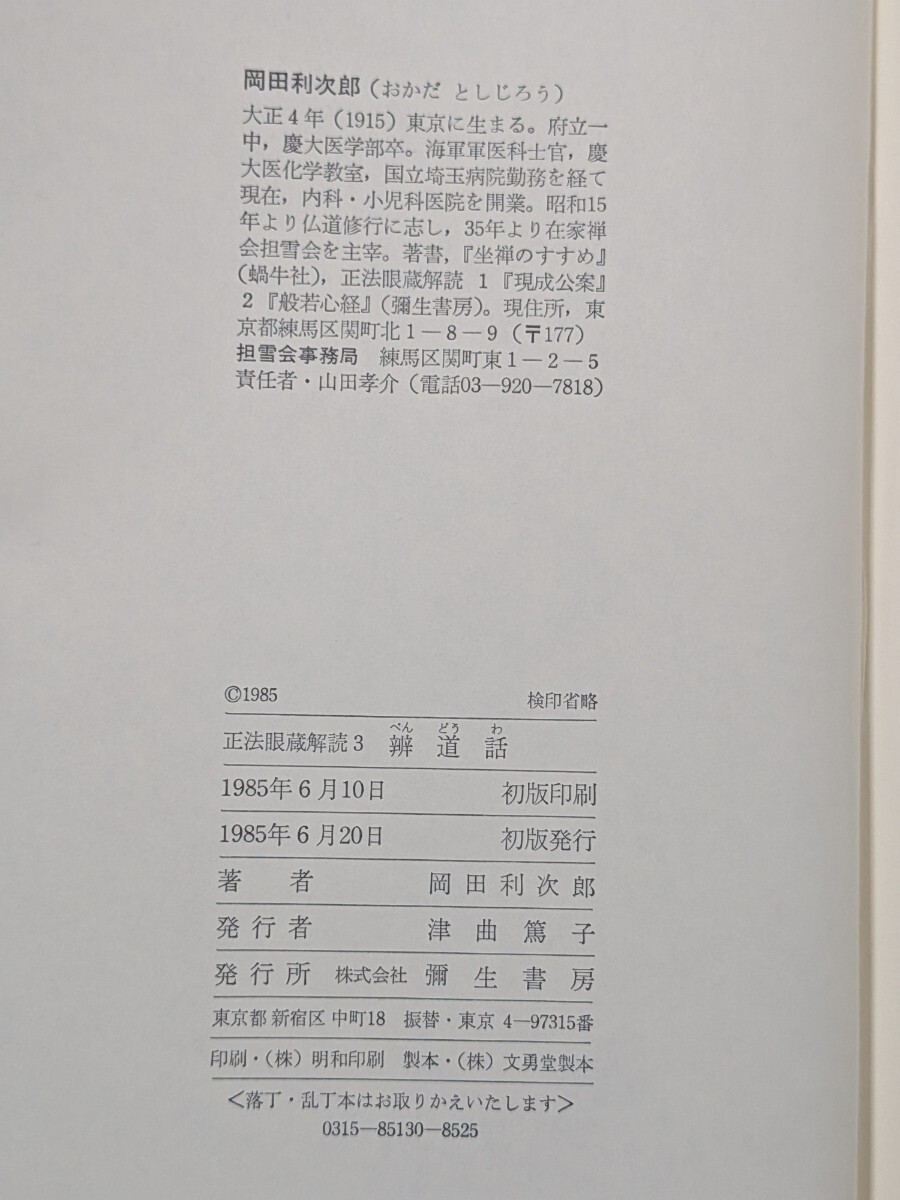 岡田利次郎（おかだ としじろう）
大正4年（1915）東京に生まる。府立一
中，慶大医学部卒。海軍軍医科士官，慶
大医化学教室，国立埼玉病院勤務を経て
現在，内科・小児科医院を開業。昭和15
年より仏道修行に志し，35年より在家禅
会担雪会を主宰。著書，『坐禅のすすめ』
（蝸牛社），正法眼蔵解読 1『現成公案』
2『般若心経』（彌生書房）。現住所，東
京都練馬区関町北1－8－9（〒177）
担雪会事務局 練馬区関町東1－2－5
責任者・山田孝介（電話03—920—7818）
©1985 検印省略
正法眼蔵解読3 辨道話
べん どう わ
1985年6月10日 初版印刷
1985年6月20日 初版発行
著者 岡田利次郎
発行者 津曲篤子
発行所 株式会社 彌生書房
東京都新宿区中町18 振替・東京4—97315番
印刷・（株）明和印刷 製本・（株）文勇堂製本
＜落丁・乱丁本はお取りかえいたします＞
0315—85130—8525